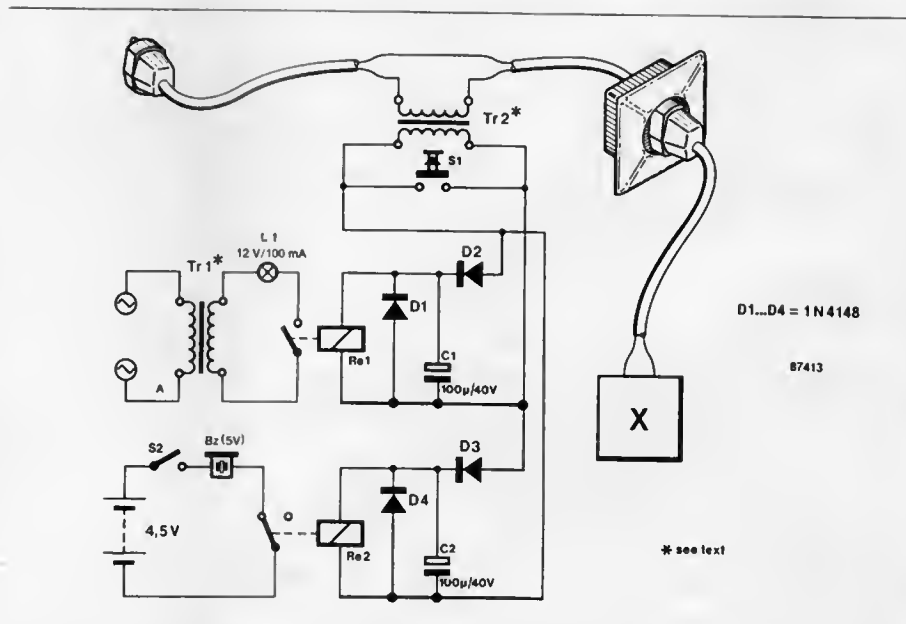 Tr2*
S1
L1
12 V/100 mA
Tr1*
D2
D1
D1...D4 = 1N4148
Re1
C1
87413
A
100µ/40V
X
S2
Bz(5V)
D3
D4
4,5V
Re2
C2
100µ/40V
* see text